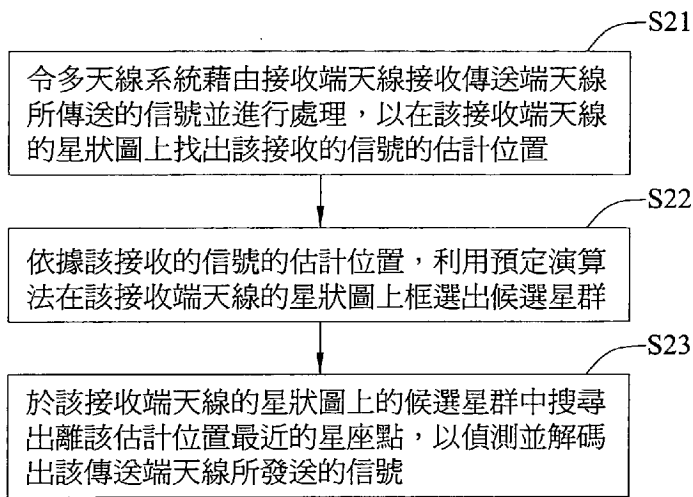 S21
令多天線系統藉由接收端天線接收傳送端天線
所傳送的信號並進行處理，以在該接收端天線
的星狀圖上找出該接收的信號的估計位置
S22
依據該接收的信號的估計位置，利用預定演算
法在該接收端天線的星狀圖上框選出候選星群
S23
於該接收端天線的星狀圖上的候選星群中搜尋
出離該估計位置最近的星座點，以偵測並解碼
出該傳送端天線所發送的信號